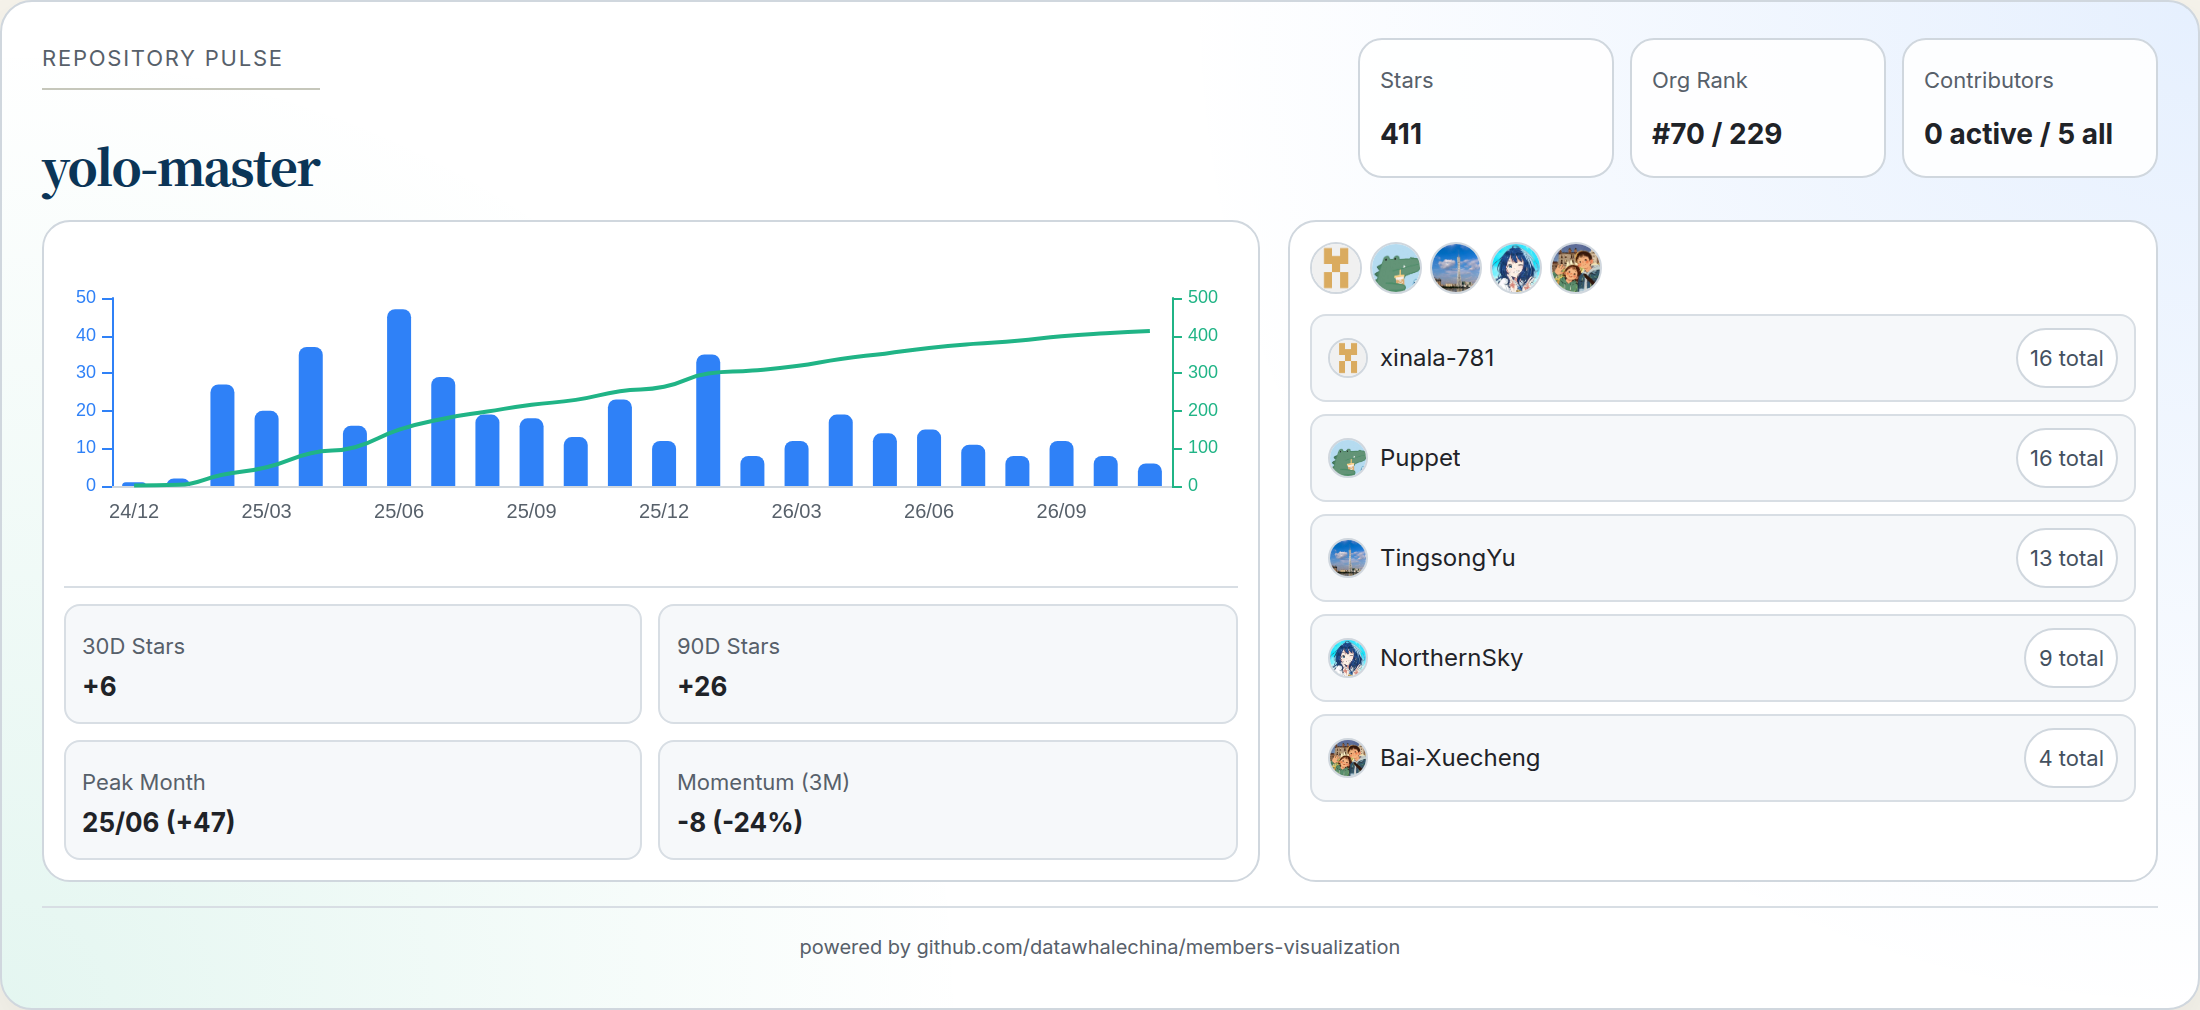 REPOSITORY PULSE
yolo-master
Stars
411
Org Rank
#70 / 229
Contributors
0 active / 5 all
50
40
30
20
10
0
500
400
300
200
100
0
24/12
25/03
25/06
25/09
25/12
26/03
26/06
26/09
30D Stars
+6
90D Stars
+26
Peak Month
25/06 (+47)
Momentum (3M)
-8 (-24%)
xinala-781
16 total
Puppet
16 total
TingsongYu
13 total
NorthernSky
9 total
Bai-Xuecheng
4 total
powered by github.com/datawhalechina/members-visualization